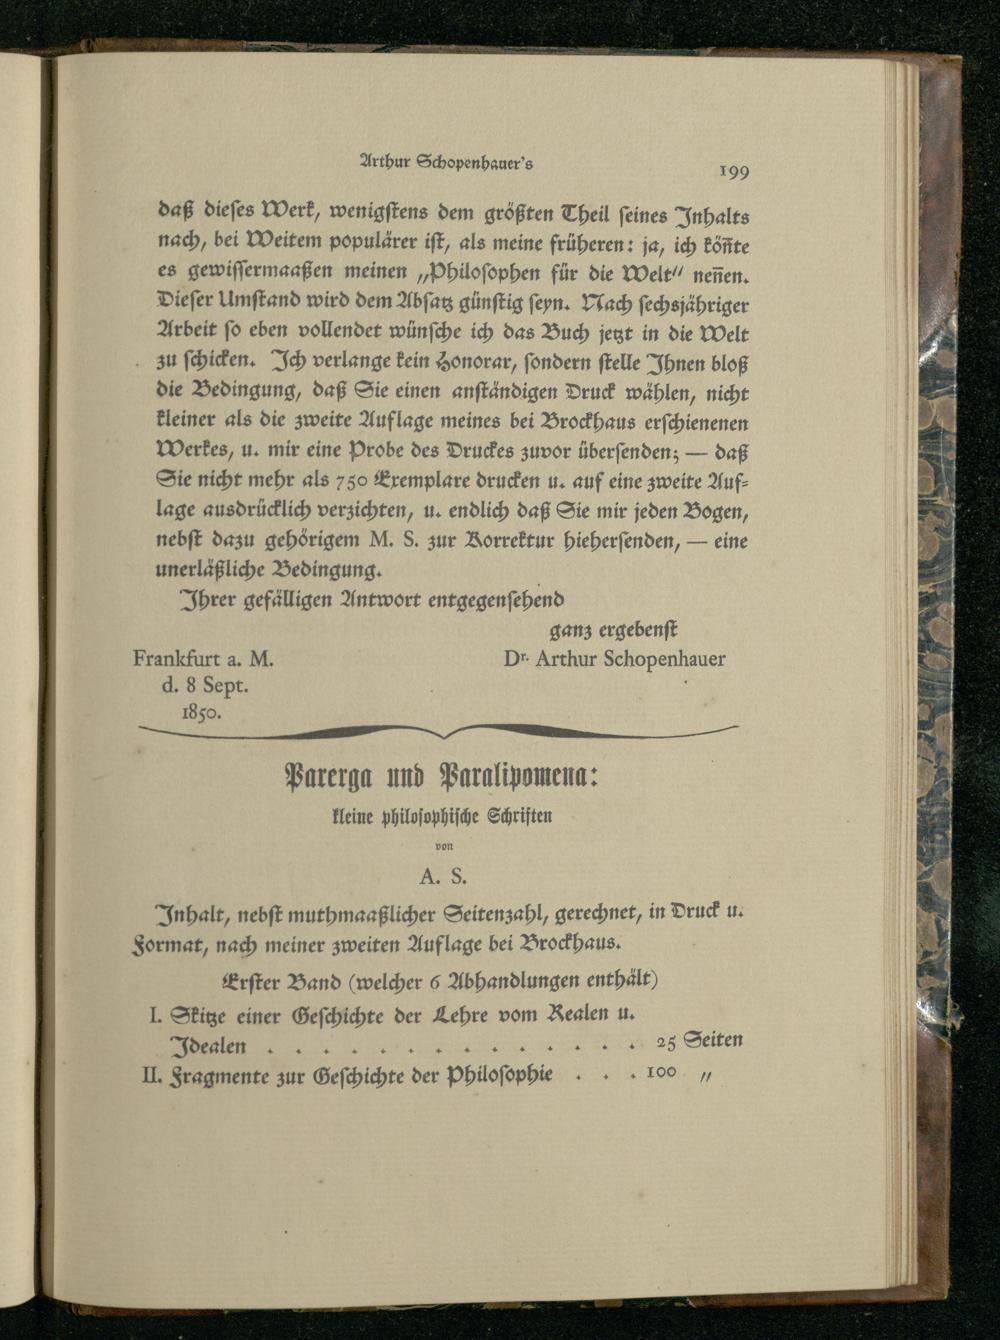 Arthur Schopenhauer's
199
daß dieses Werk, wenigstens dem größten Theil seines Inhalts
nach, bei Weitem populärer ist, als meine früheren: ja, ich kön̄te
es gewissermaaßen meinen „Philosophen für die Welt“ nen̄en.
Dieser Umstand wird dem Absatz günstig seyn. Nach sechsjähriger
Arbeit so eben vollendet wünsche ich das Buch jetzt in die Welt
zu schicken. Ich verlange kein Honorar, sondern stelle Ihnen bloß
die Bedingung, daß Sie einen anständigen Druck wählen, nicht
kleiner als die zweite Auflage meines bei Brockhaus erschienenen
Werkes, u. mir eine Probe des Druckes zuvor übersenden; — daß
Sie nicht mehr als 750 Exemplare drucken u. auf eine zweite Auf-
lage ausdrücklich verzichten, u. endlich daß Sie mir jeden Bogen,
nebst dazu gehörigem M. S. zur Korrektur hiehersenden, — eine
unerläßliche Bedingung.
Ihrer gefälligen Antwort entgegensehend
ganz ergebenst
Frankfurt a. M. Dr. Arthur Schopenhauer
d. 8 Sept.
1850.
Parerga und Paralipomena:
kleine philosophische Schriften
von
A. S.
Inhalt, nebst muthmaaßlicher Seitenzahl, gerechnet, in Druck u.
Format, nach meiner zweiten Auflage bei Brockhaus.
Erster Band (welcher 6 Abhandlungen enthält)
I. Skitze einer Geschichte der Lehre vom Realen u.
Idealen . . . . . . . . . . . . . . 25 Seiten
II. Fragmente zur Geschichte der Philosophie . . . 100 „